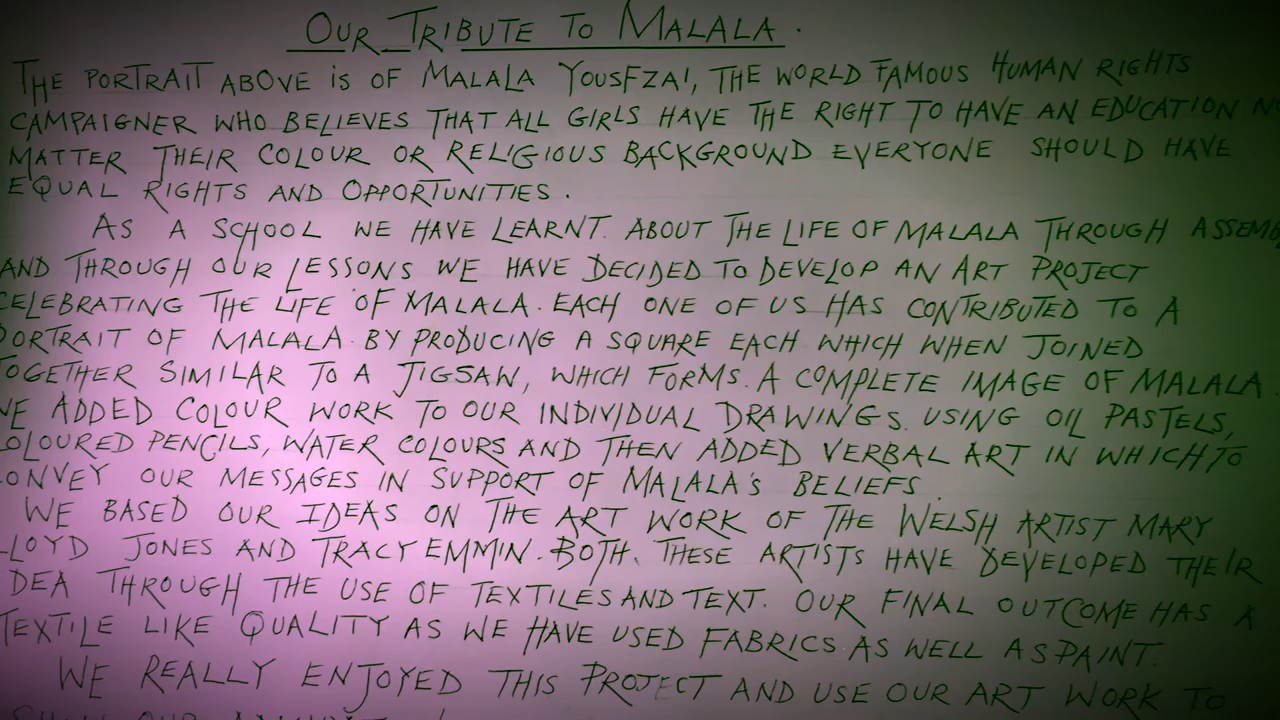 OUR TRIBUTE TO MALALA.
THE PORTRAIT ABOVE IS OF MALALA YOUSFZAI, THE WORLD FAMOUS HUMAN RIGHTS
CAMPAIGNER WHO BELIEVES THAT ALL GIRLS HAVE THE RIGHT TO HAVE AN EDUCATION
MATTER THEIR COLOUR OR RELIGIOUS BACKGROUND EVERYONE SHOULD HAVE
EQUAL RIGHTS AND OPPORTUNITIES.
AS A SCHOOL WE HAVE LEARNT. ABOUT THE LIFE OF MALALA THROUGH ASSEMB
AND THROUGH OUR LESSONS WE HAVE DECIDED TO DEVELOP AN ART PROJECT
CELEBRATING THE LIFE OF MALALA. EACH ONE OF US HAS CONTRIBUTED TO A
PORTRAIT OF MALALA BY PRODUCING A SQUARE EACH WHICH WHEN JOINED
TOGETHER SIMILAR TO A JIGSAW, WHICH FORMS. A COMPLETE IMAGE OF MALALA.
WE ADDED COLOUR WORK TO OUR INDIVIDUAL DRAWINGS. USING OIL PASTELS,
OLOURED PENCILS, WATER COLOURS AND THEN ADDED VERBAL ART IN WHICH TO
ONVEY OUR MESSAGES IN SUPPORT OF MALALA'S BELIEFS.
WE BASED OUR IDEAS ON THE ART WORK OF THE WELSH ARTIST MARY
LOYD JONES AND TRACY EMMIN. BOTH. THESE ARTISTS HAVE DEVELOPED THEIR
DEA THROUGH THE USE OF TEXTILES AND TEXT. OUR FINAL OUTCOME HAS A
TEXTILE LIKE QUALITY AS WE HAVE USED FABRICS AS WELL AS PAINT.
WE REALLY ENJOYED THIS PROJECT AND USE OUR ART WORK TO